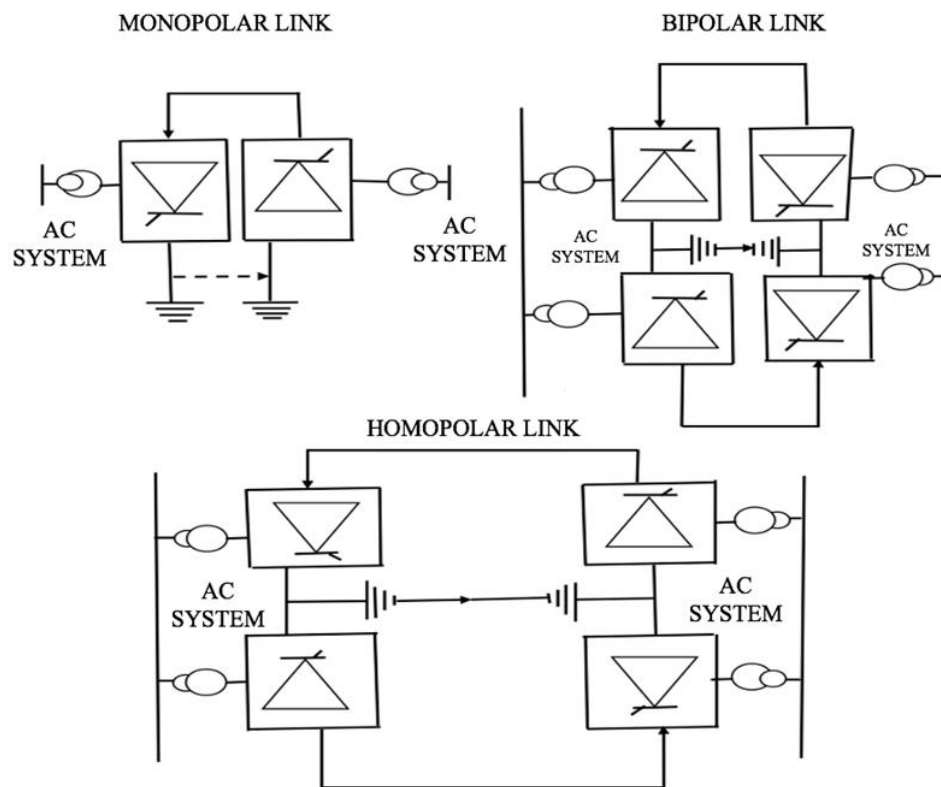 MONOPOLAR LINK
BIPOLAR LINK
AC
SYSTEM
AC
SYSTEM
AC
SYSTEM
AC
SYSTEM
HOMOPOLAR LINK
AC
SYSTEM
AC
SYSTEM